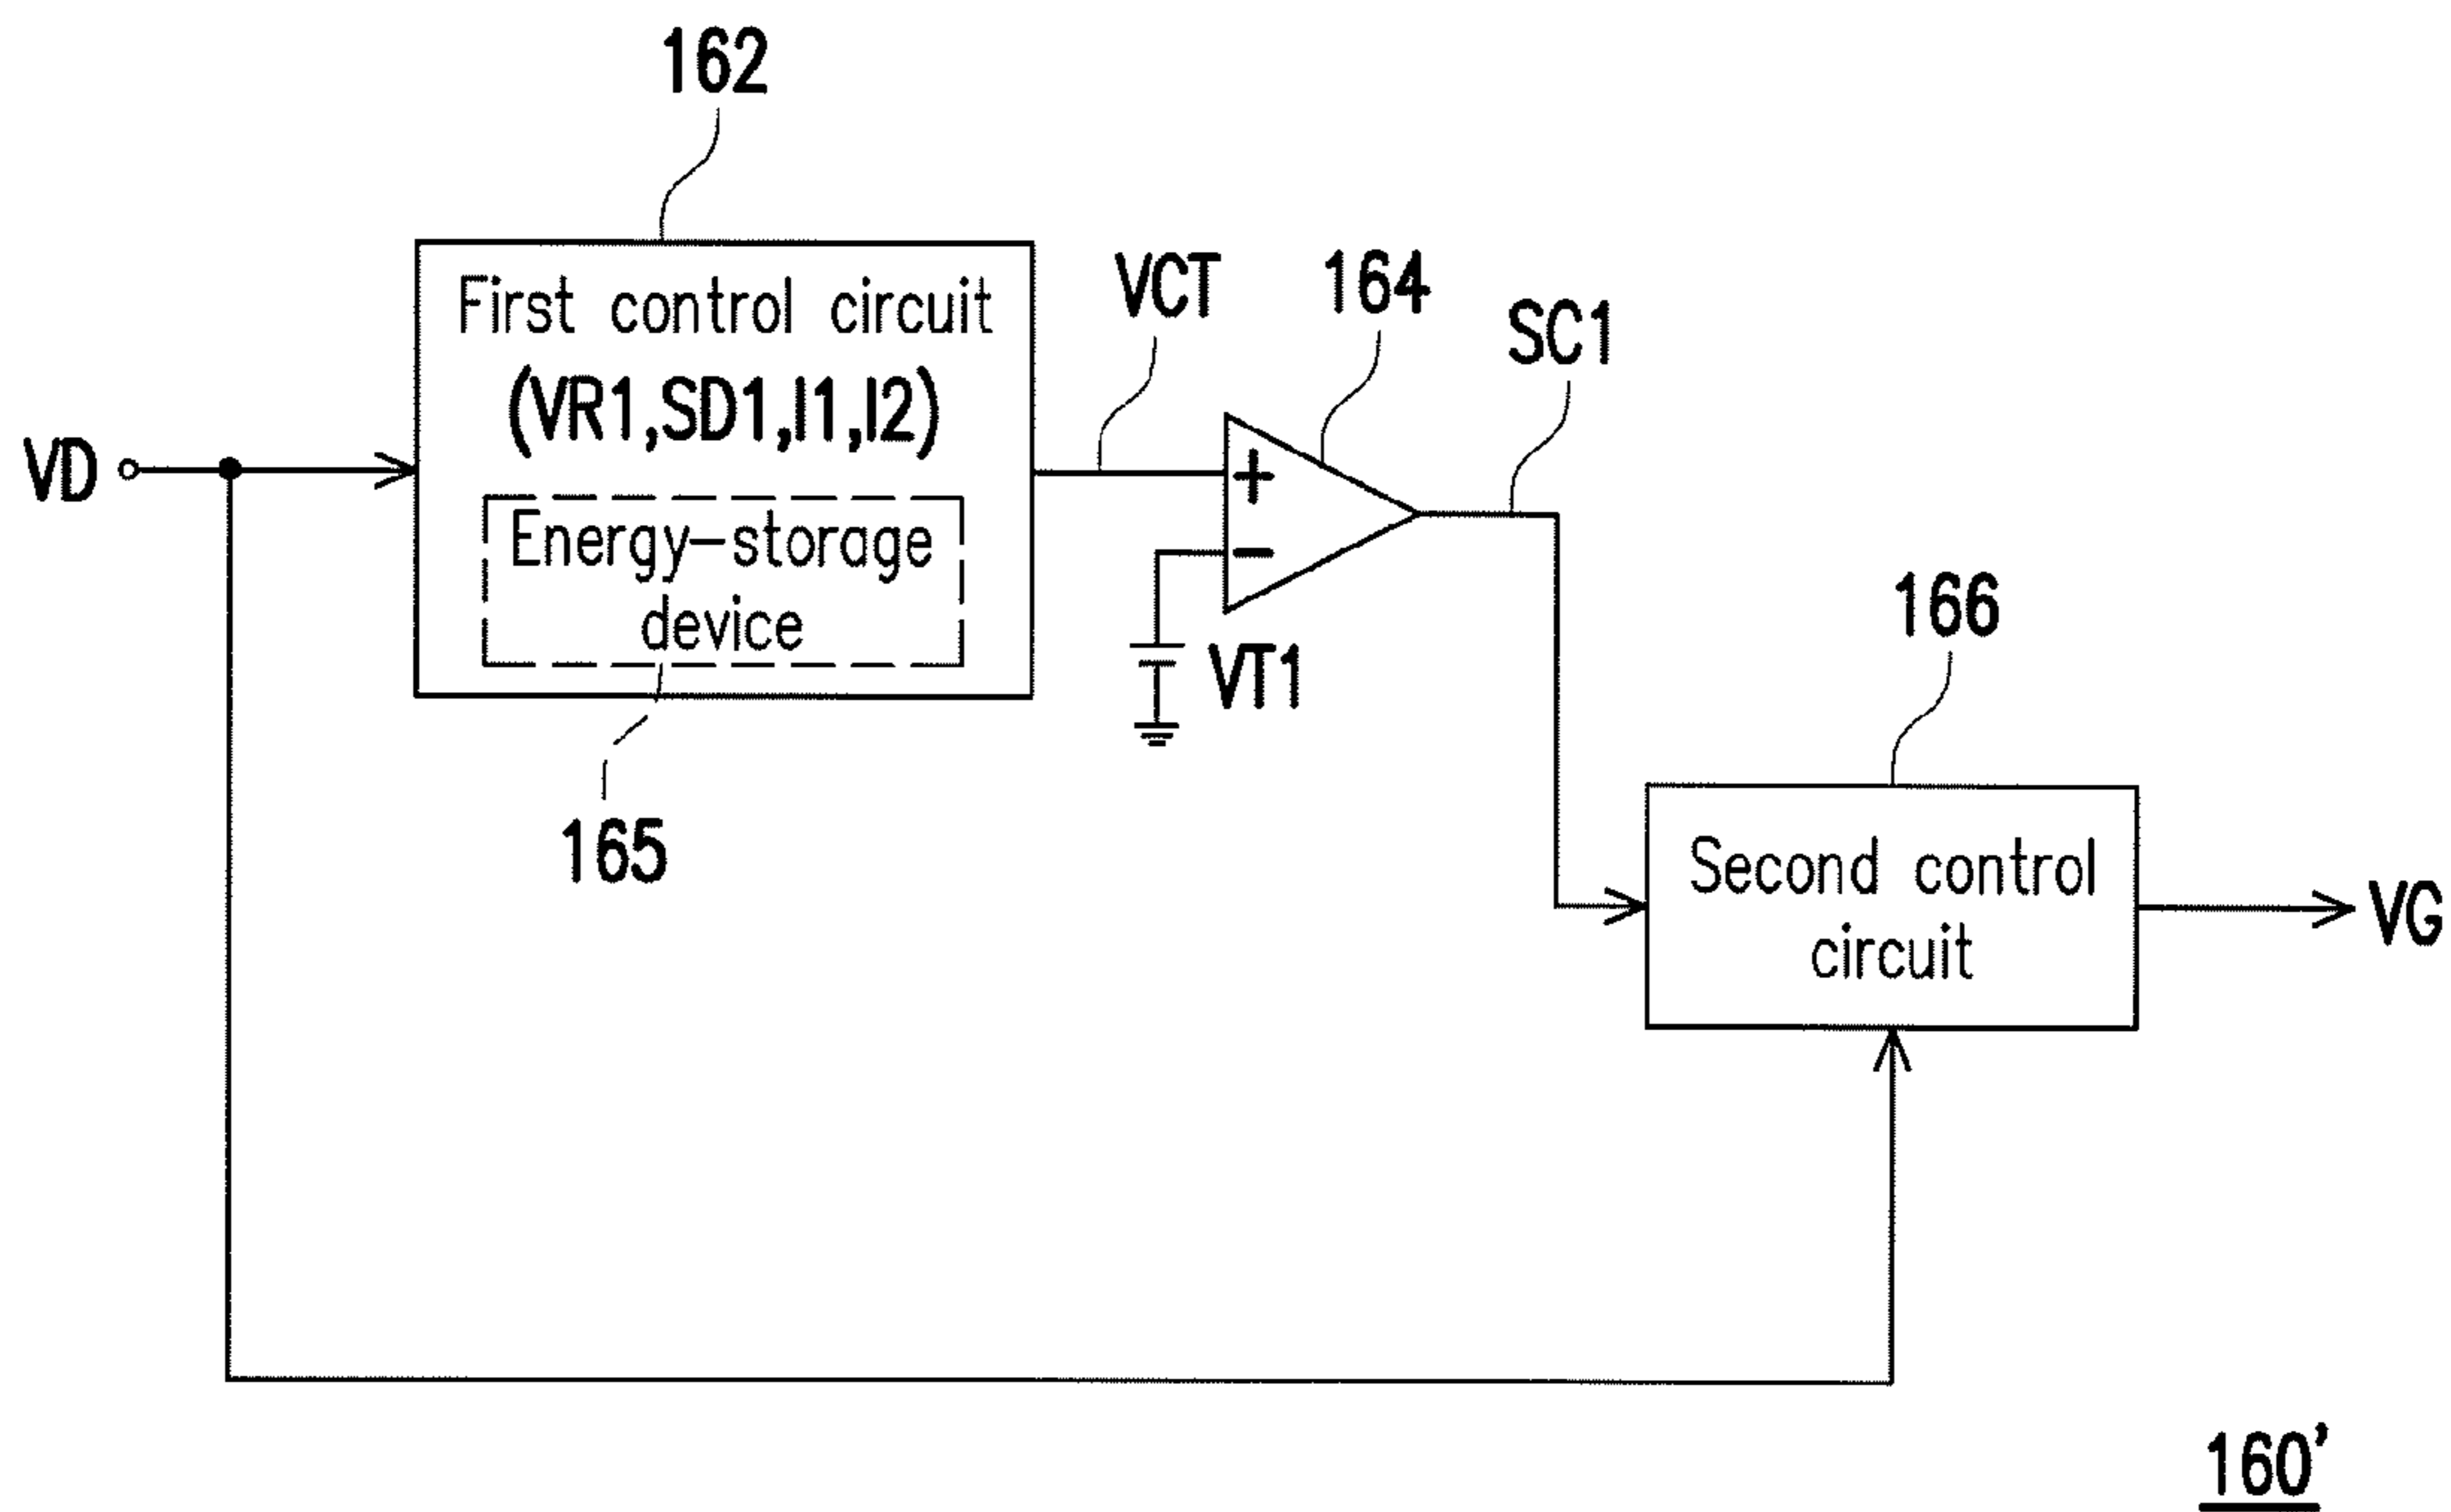 162
First control circuit
(VR1,SD1,I1,I2)
Energy-storage
device
165
VD
VCT
164
SC1
+
−
VT1
166
Second control
circuit
VG
160'